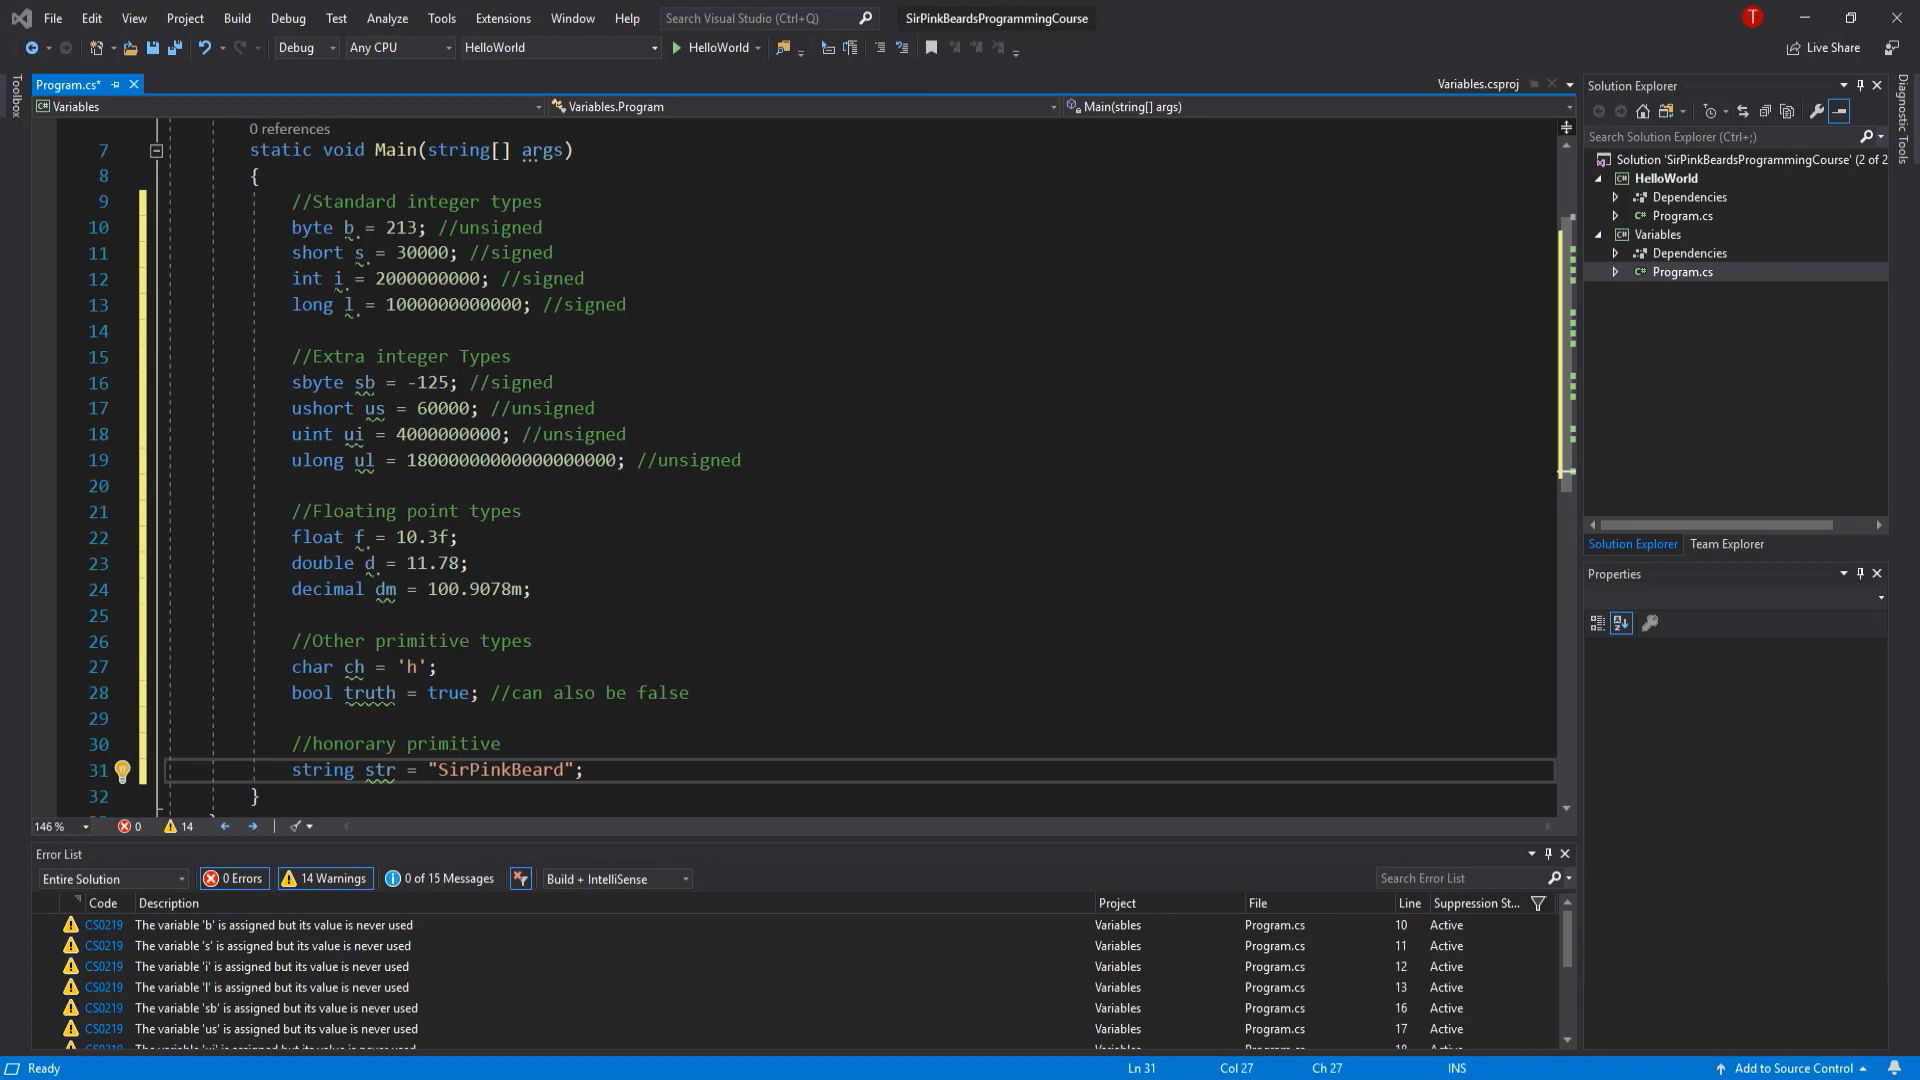 File Edit View Project Build Debug Test Analyze Tools Extensions Window Help Search Visual Studio (Ctrl+Q) SirPinkBeardsProgrammingCourse T
Debug Any CPU HelloWorld HelloWorld Live Share
Toolbox
Program.cs* Variables.csproj
Variables Variables.Program Main(string[] args)
0 references
7 static void Main(string[] args)
8 {
9 //Standard integer types
10 byte b = 213; //unsigned
11 short s = 30000; //signed
12 int i = 2000000000; //signed
13 long l = 1000000000000; //signed
14
15 //Extra integer Types
16 sbyte sb = -125; //signed
17 ushort us = 60000; //unsigned
18 uint ui = 4000000000; //unsigned
19 ulong ul = 18000000000000000000; //unsigned
20
21 //Floating point types
22 float f = 10.3f;
23 double d = 11.78;
24 decimal dm = 100.9078m;
25
26 //Other primitive types
27 char ch = 'h';
28 bool truth = true; //can also be false
29
30 //honorary primitive
31 string str = "SirPinkBeard";
32 }
146 % 0 14
Solution Explorer
Search Solution Explorer (Ctrl+;)
Solution 'SirPinkBeardsProgrammingCourse' (2 of 2
HelloWorld
Dependencies
C# Program.cs
Variables
Dependencies
C# Program.cs
Solution Explorer Team Explorer
Properties
Diagnostic Tools
Error List
Entire Solution 0 Errors 14 Warnings 0 of 15 Messages Build + IntelliSense Search Error List
Code Description Project File Line Suppression St...
CS0219 The variable 'b' is assigned but its value is never used Variables Program.cs 10 Active
CS0219 The variable 's' is assigned but its value is never used Variables Program.cs 11 Active
CS0219 The variable 'i' is assigned but its value is never used Variables Program.cs 12 Active
CS0219 The variable 'l' is assigned but its value is never used Variables Program.cs 13 Active
CS0219 The variable 'sb' is assigned but its value is never used Variables Program.cs 16 Active
CS0219 The variable 'us' is assigned but its value is never used Variables Program.cs 17 Active
Ready Ln 31 Col 27 Ch 27 INS Add to Source Control